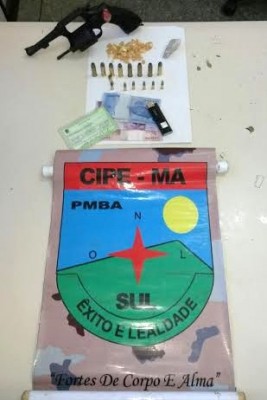 CIPE - MA
PMBA
N
O L
SUL
ÊXITO E LEALDADE
"Fortes De Corpo E Alma"